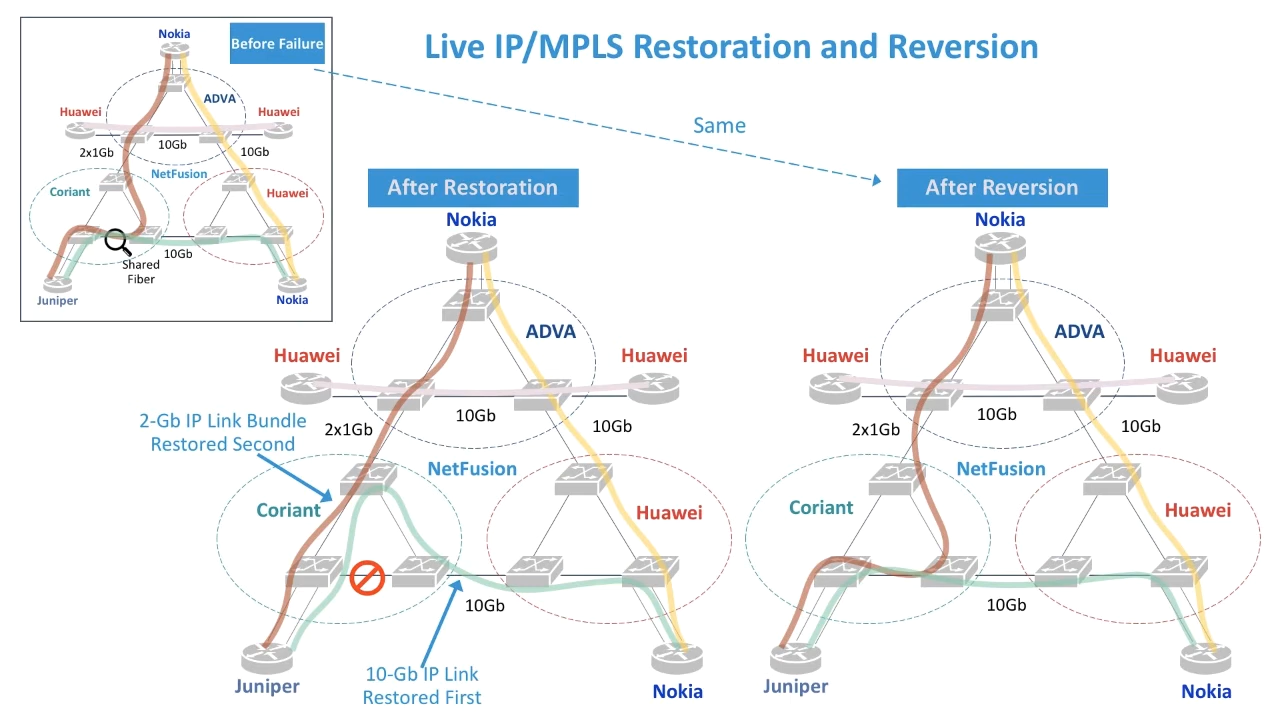 Live IP/MPLS Restoration and Reversion
Before Failure
Nokia
ADVA
Huawei
Huawei
10Gb
2x1Gb
10Gb
NetFusion
Coriant
Huawei
10Gb
Shared
Fiber
Juniper
Nokia
Same
After Restoration
Nokia
ADVA
Huawei
Huawei
10Gb
2x1Gb
10Gb
2-Gb IP Link Bundle
Restored Second
NetFusion
Coriant
Huawei
10Gb
10-Gb IP Link
Restored First
Juniper
Nokia
After Reversion
Nokia
ADVA
Huawei
Huawei
10Gb
2x1Gb
10Gb
NetFusion
Coriant
Huawei
10Gb
Juniper
Nokia